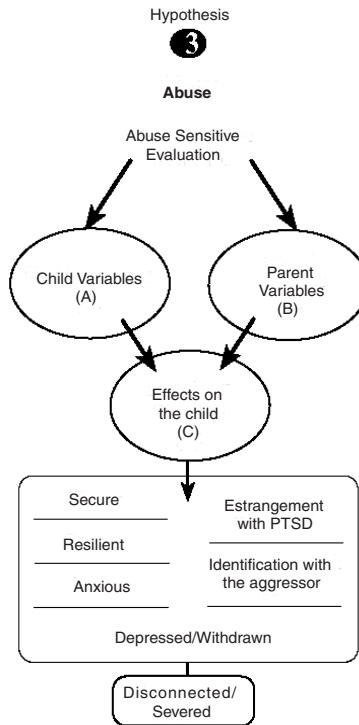 Hypothesis
3
Abuse
Abuse Sensitive
Evaluation
Child Variables
(A)
Parent
Variables
(B)
Effects on
the child
(C)
Secure
Resilient
Anxious
Estrangement
with PTSD
Identification with
the aggressor
Depressed/Withdrawn
Disconnected/
Severed